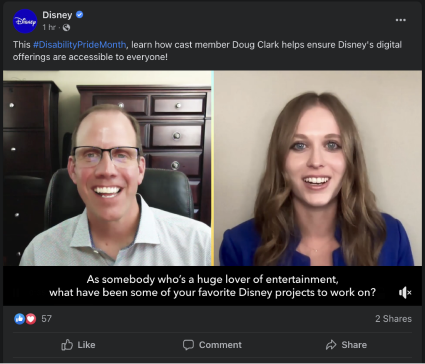 Disney
Disney
1 hr ·
This #DisabilityPrideMonth, learn how cast member Doug Clark helps ensure Disney's digital
offerings are accessible to everyone!
As somebody who's a huge lover of entertainment,
what have been some of your favorite Disney projects to work on?
57
2 Shares
Like
Comment
Share